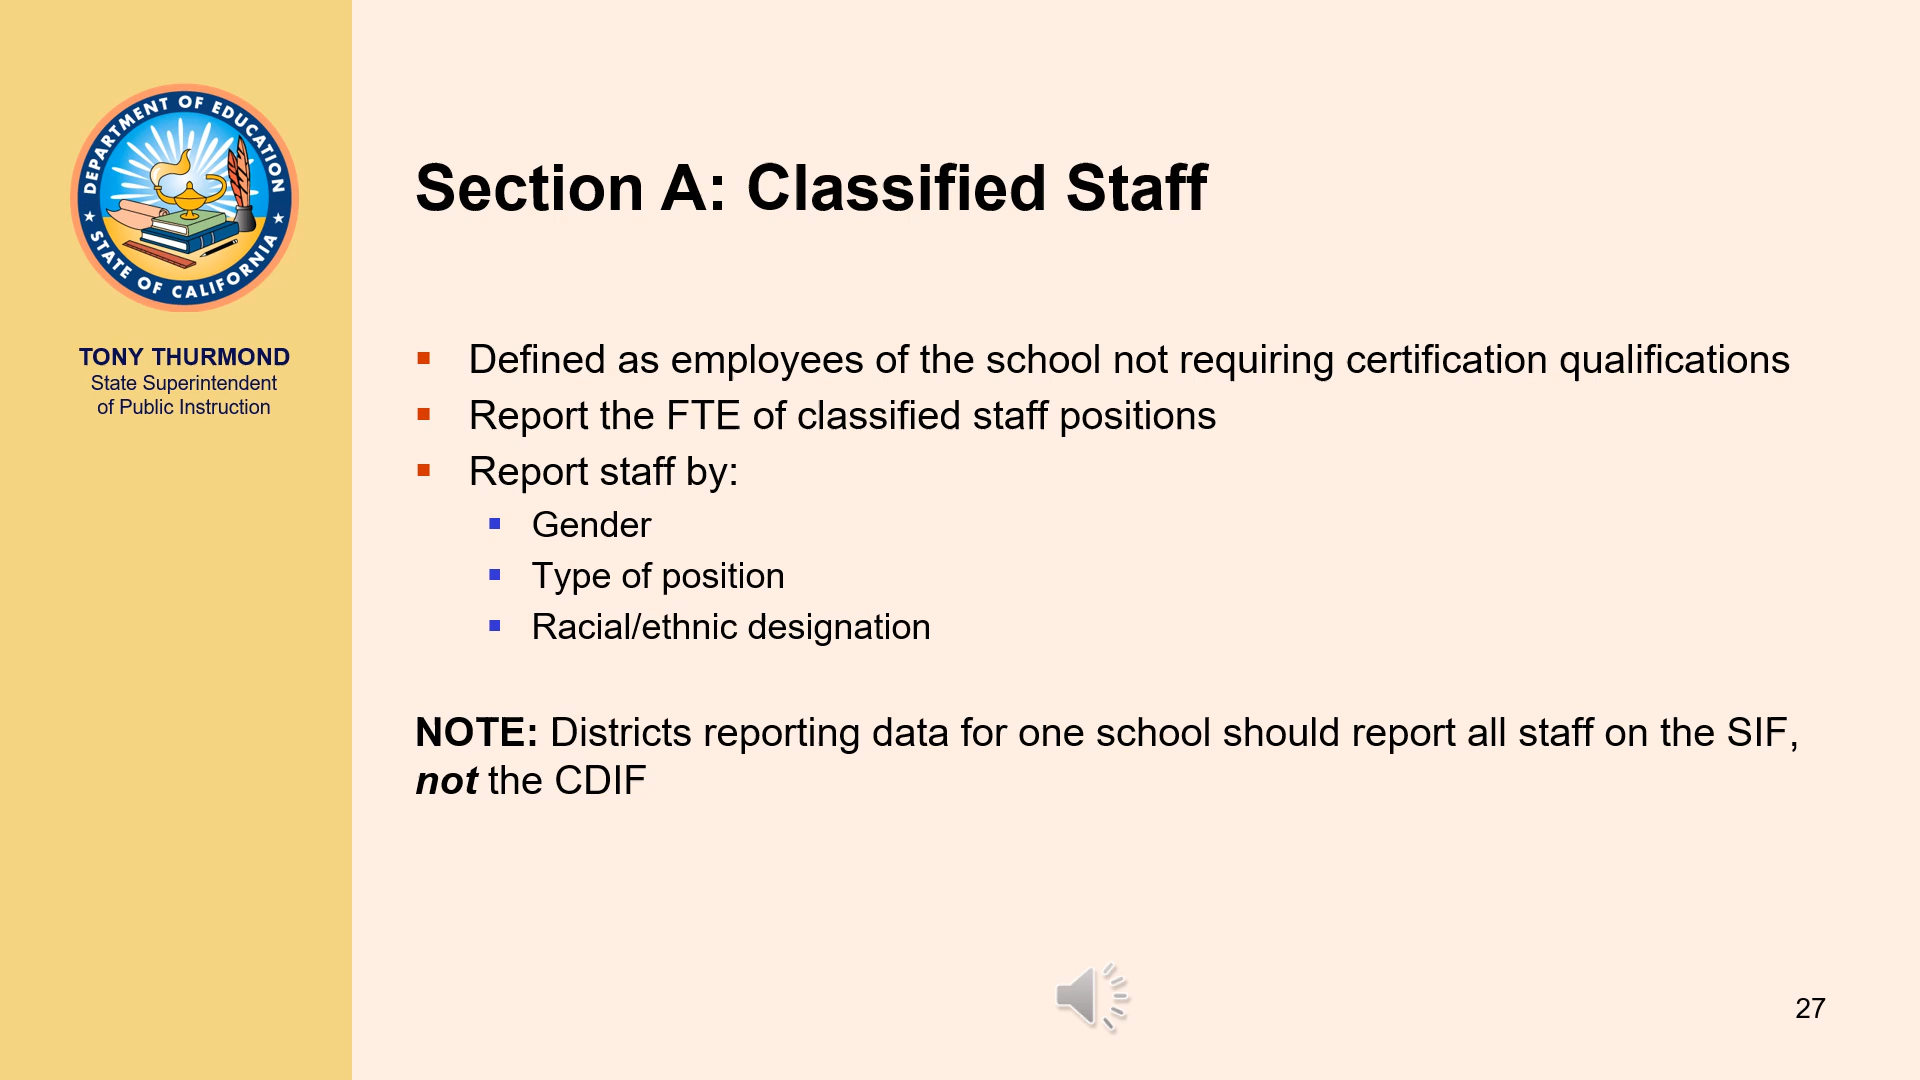 DEPARTMENT OF EDUCATION
STATE OF CALIFORNIA
TONY THURMOND
State Superintendent
of Public Instruction
Section A: Classified Staff
Defined as employees of the school not requiring certification qualifications
Report the FTE of classified staff positions
Report staff by:
Gender
Type of position
Racial/ethnic designation
NOTE: Districts reporting data for one school should report all staff on the SIF,
not the CDIF
27